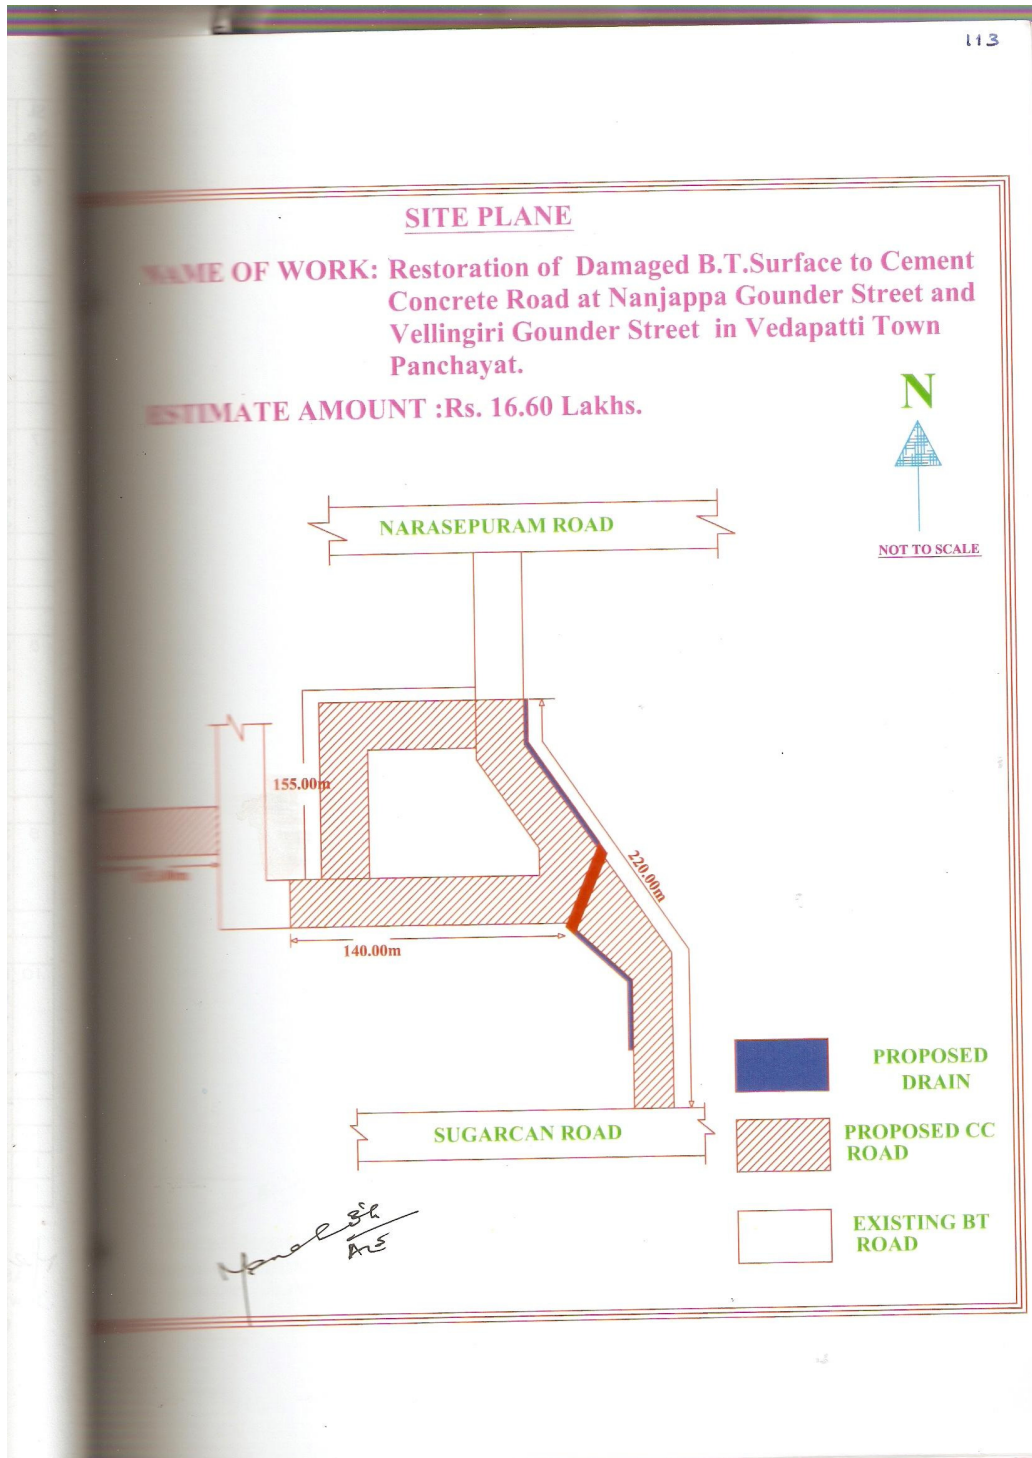 113
SITE PLANE
NAME OF WORK: Restoration of Damaged B.T.Surface to Cement
Concrete Road at Nanjappa Gounder Street and
Vellingiri Gounder Street in Vedapatti Town
Panchayat.
ESTIMATE AMOUNT :Rs. 16.60 Lakhs.
N
NOT TO SCALE
NARASEPURAM ROAD
155.00m
220.00m
140.00m
SUGARCAN ROAD
PROPOSED
DRAIN
PROPOSED CC
ROAD
EXISTING BT
ROAD